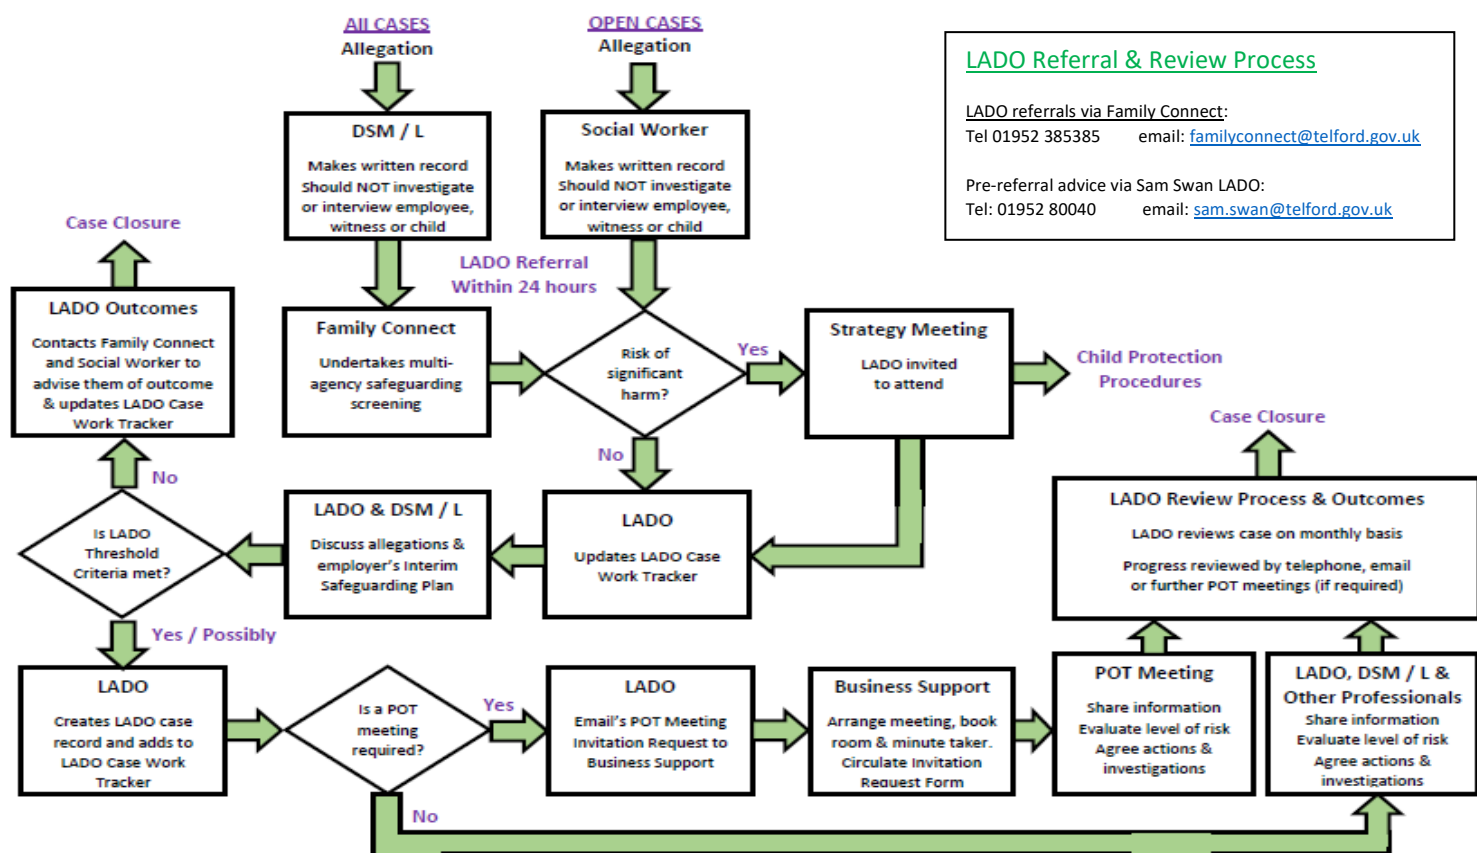 All CASES
Allegation
OPEN CASES
Allegation
LADO Referral & Review Process
LADO referrals via Family Connect:
Tel 01952 385385 email: familyconnect@telford.gov.uk
Pre-referral advice via Sam Swan LADO:
Tel: 01952 80040 email: sam.swan@telford.gov.uk
DSM / L
Makes written record
Should NOT investigate
or interview employee,
witness or child
Social Worker
Makes written record
Should NOT investigate
or interview employee,
witness or child
LADO Referral
Within 24 hours
Case Closure
LADO Outcomes
Contacts Family Connect
and Social Worker to
advise them of outcome
& updates LADO Case
Work Tracker
Family Connect
Undertakes multi-
agency safeguarding
screening
Risk of
significant
harm?
Yes
Strategy Meeting
LADO invited
to attend
Child Protection
Procedures
No
Case Closure
No
Is LADO
Threshold
Criteria met?
LADO & DSM / L
Discuss allegations &
employer's Interim
Safeguarding Plan
LADO
Updates LADO Case
Work Tracker
LADO Review Process & Outcomes
LADO reviews case on monthly basis
Progress reviewed by telephone, email
or further POT meetings (if required)
Yes / Possibly
LADO
Creates LADO case
record and adds to
LADO Case Work
Tracker
Is a POT
meeting
required?
Yes
LADO
Email's POT Meeting
Invitation Request to
Business Support
Business Support
Arrange meeting, book
room & minute taker.
Circulate Invitation
Request Form
POT Meeting
Share information
Evaluate level of risk
Agree actions &
investigations
LADO, DSM / L &
Other Professionals
Share information
Evaluate level of risk
Agree actions &
investigations
No